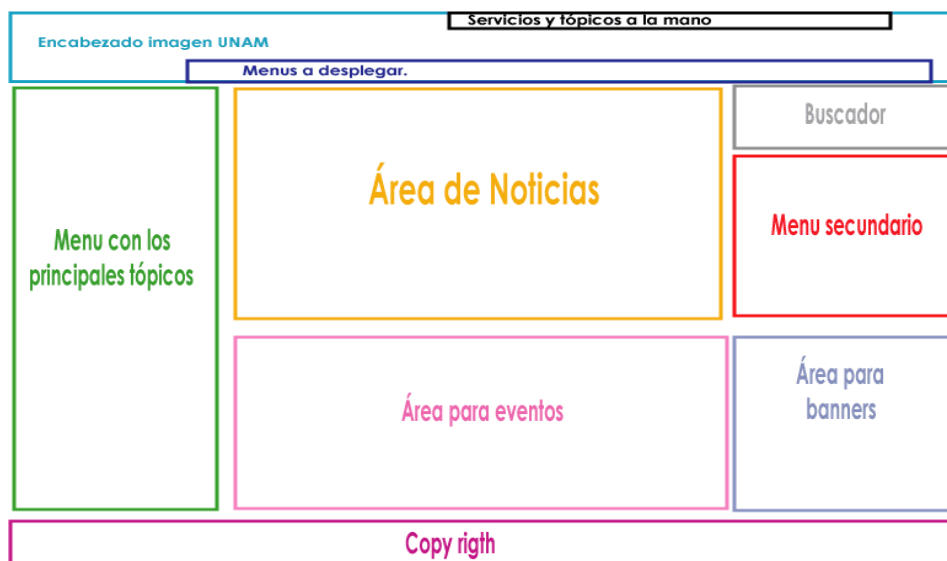 Servicios y tópicos a la mano
Encabezado imagen UNAM
Menus a desplegar.
Menu con los
principales tópicos
Área de Noticias
Buscador
Menu secundario
Área para eventos
Área para
banners
Copy rigth